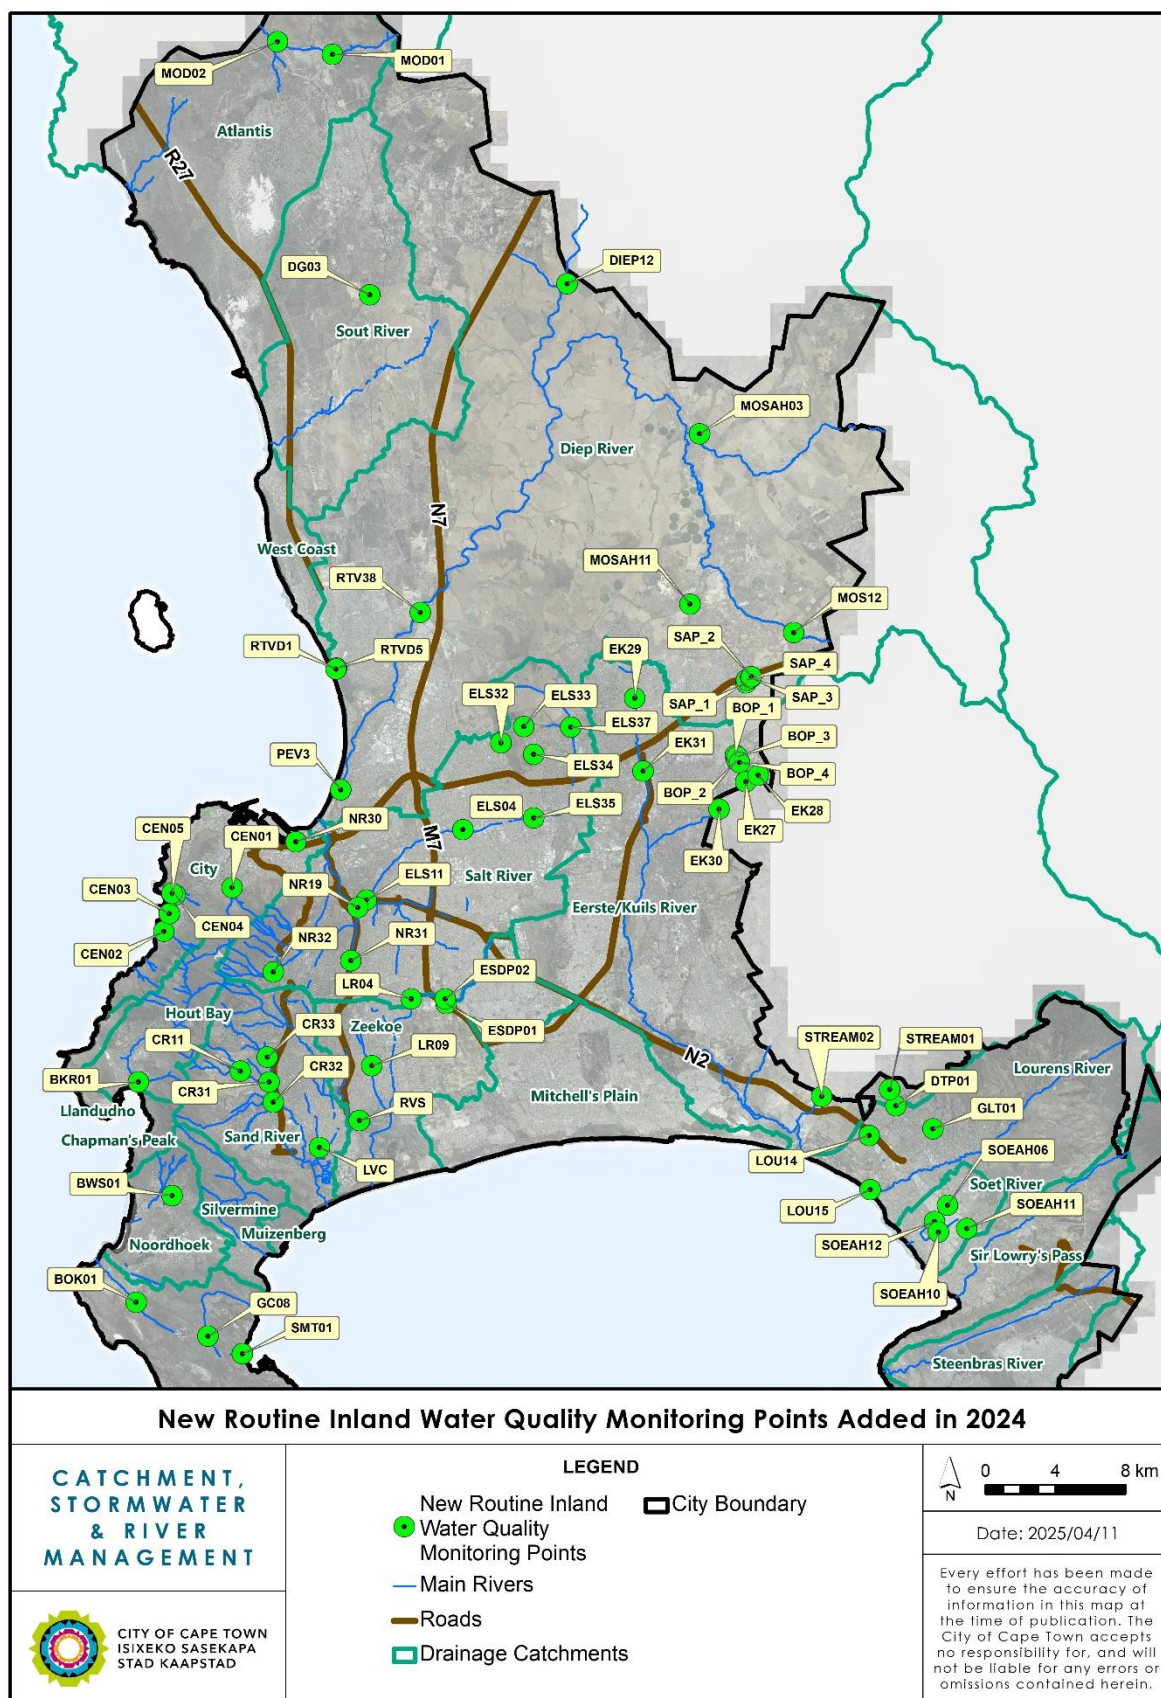 MOD02
MOD01
Atlantis
R27
DG03
DIEP12
Sout River
MOSAH03
Diep River
N7
West Coast
MOSAH11
RTV38
MOS12
SAP_2
RTVD1
RTVD5
EK29
SAP_4
ELS32
ELS33
SAP_1
SAP_3
ELS37
BOP_1
EK31
BOP_3
PEV3
ELS34
BOP_4
BOP_2
ELS04
ELS35
EK28
CEN05
CEN01
NR30
M7
EK27
EK30
City
CEN03
NR19
ELS11
Salt River
CEN04
Eerste/Kuils River
CEN02
NR32
NR31
LR04
ESDP02
Hout Bay
Zeekoe
ESDP01
CR33
CR11
LR09
N2
STREAM02
STREAM01
CR32
Lourens River
BKR01
CR31
DTP01
Llandudno
Mitchell's Plain
RVS
GLT01
Chapman's Peak
Sand River
LVC
LOU14
SOEAH06
BWS01
Soet River
Silvermine
LOU15
SOEAH11
Muizenberg
Noordhoek
SOEAH12
Sir Lowry's Pass
BOK01
SOEAH10
GC08
SMT01
Steenbras River
New Routine Inland Water Quality Monitoring Points Added in 2024
CATCHMENT,
STORMWATER
& RIVER
MANAGEMENT
CITY OF CAPE TOWN
ISIXEKO SASEKAPA
STAD KAAPSTAD
LEGEND
New Routine Inland
Water Quality
Monitoring Points
Main Rivers
Roads
Drainage Catchments
City Boundary
N
0 4 8 km
Date: 2025/04/11
Every effort has been made
to ensure the accuracy of
information in this map at
the time of publication. The
City of Cape Town accepts
no responsibility for, and will
not be liable for any errors or
omissions contained herein.